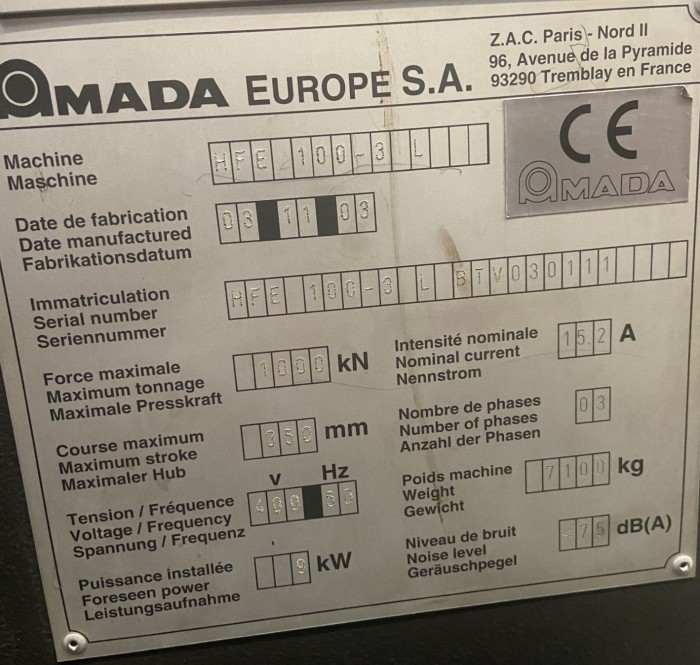 AMADA EUROPE S.A.
Z.A.C. Paris - Nord II
96, Avenue de la Pyramide
93290 Tremblay en France
CE
AMADA
Machine
Maschine
HFE 100-3 L
Date de fabrication
Date manufactured
Fabrikationsdatum
03 11 03
Immatriculation
Serial number
Seriennummer
HFE 100-3 L BTV030111
Force maximale
Maximum tonnage
Maximale Presskraft
1000 kN
Intensité nominale
Nominal current
Nennstrom
15.2 A
Course maximum
Maximum stroke
Maximaler Hub
350 mm
Nombre de phases
Number of phases
Anzahl der Phasen
03
Tension / Fréquence
Voltage / Frequency
Spannung / Frequenz
V Hz
400
Poids machine
Weight
Gewicht
7100 kg
Puissance installée
Foreseen power
Leistungsaufnahme
9 kW
Niveau de bruit
Noise level
Geräuschpegel
<75 dB(A)